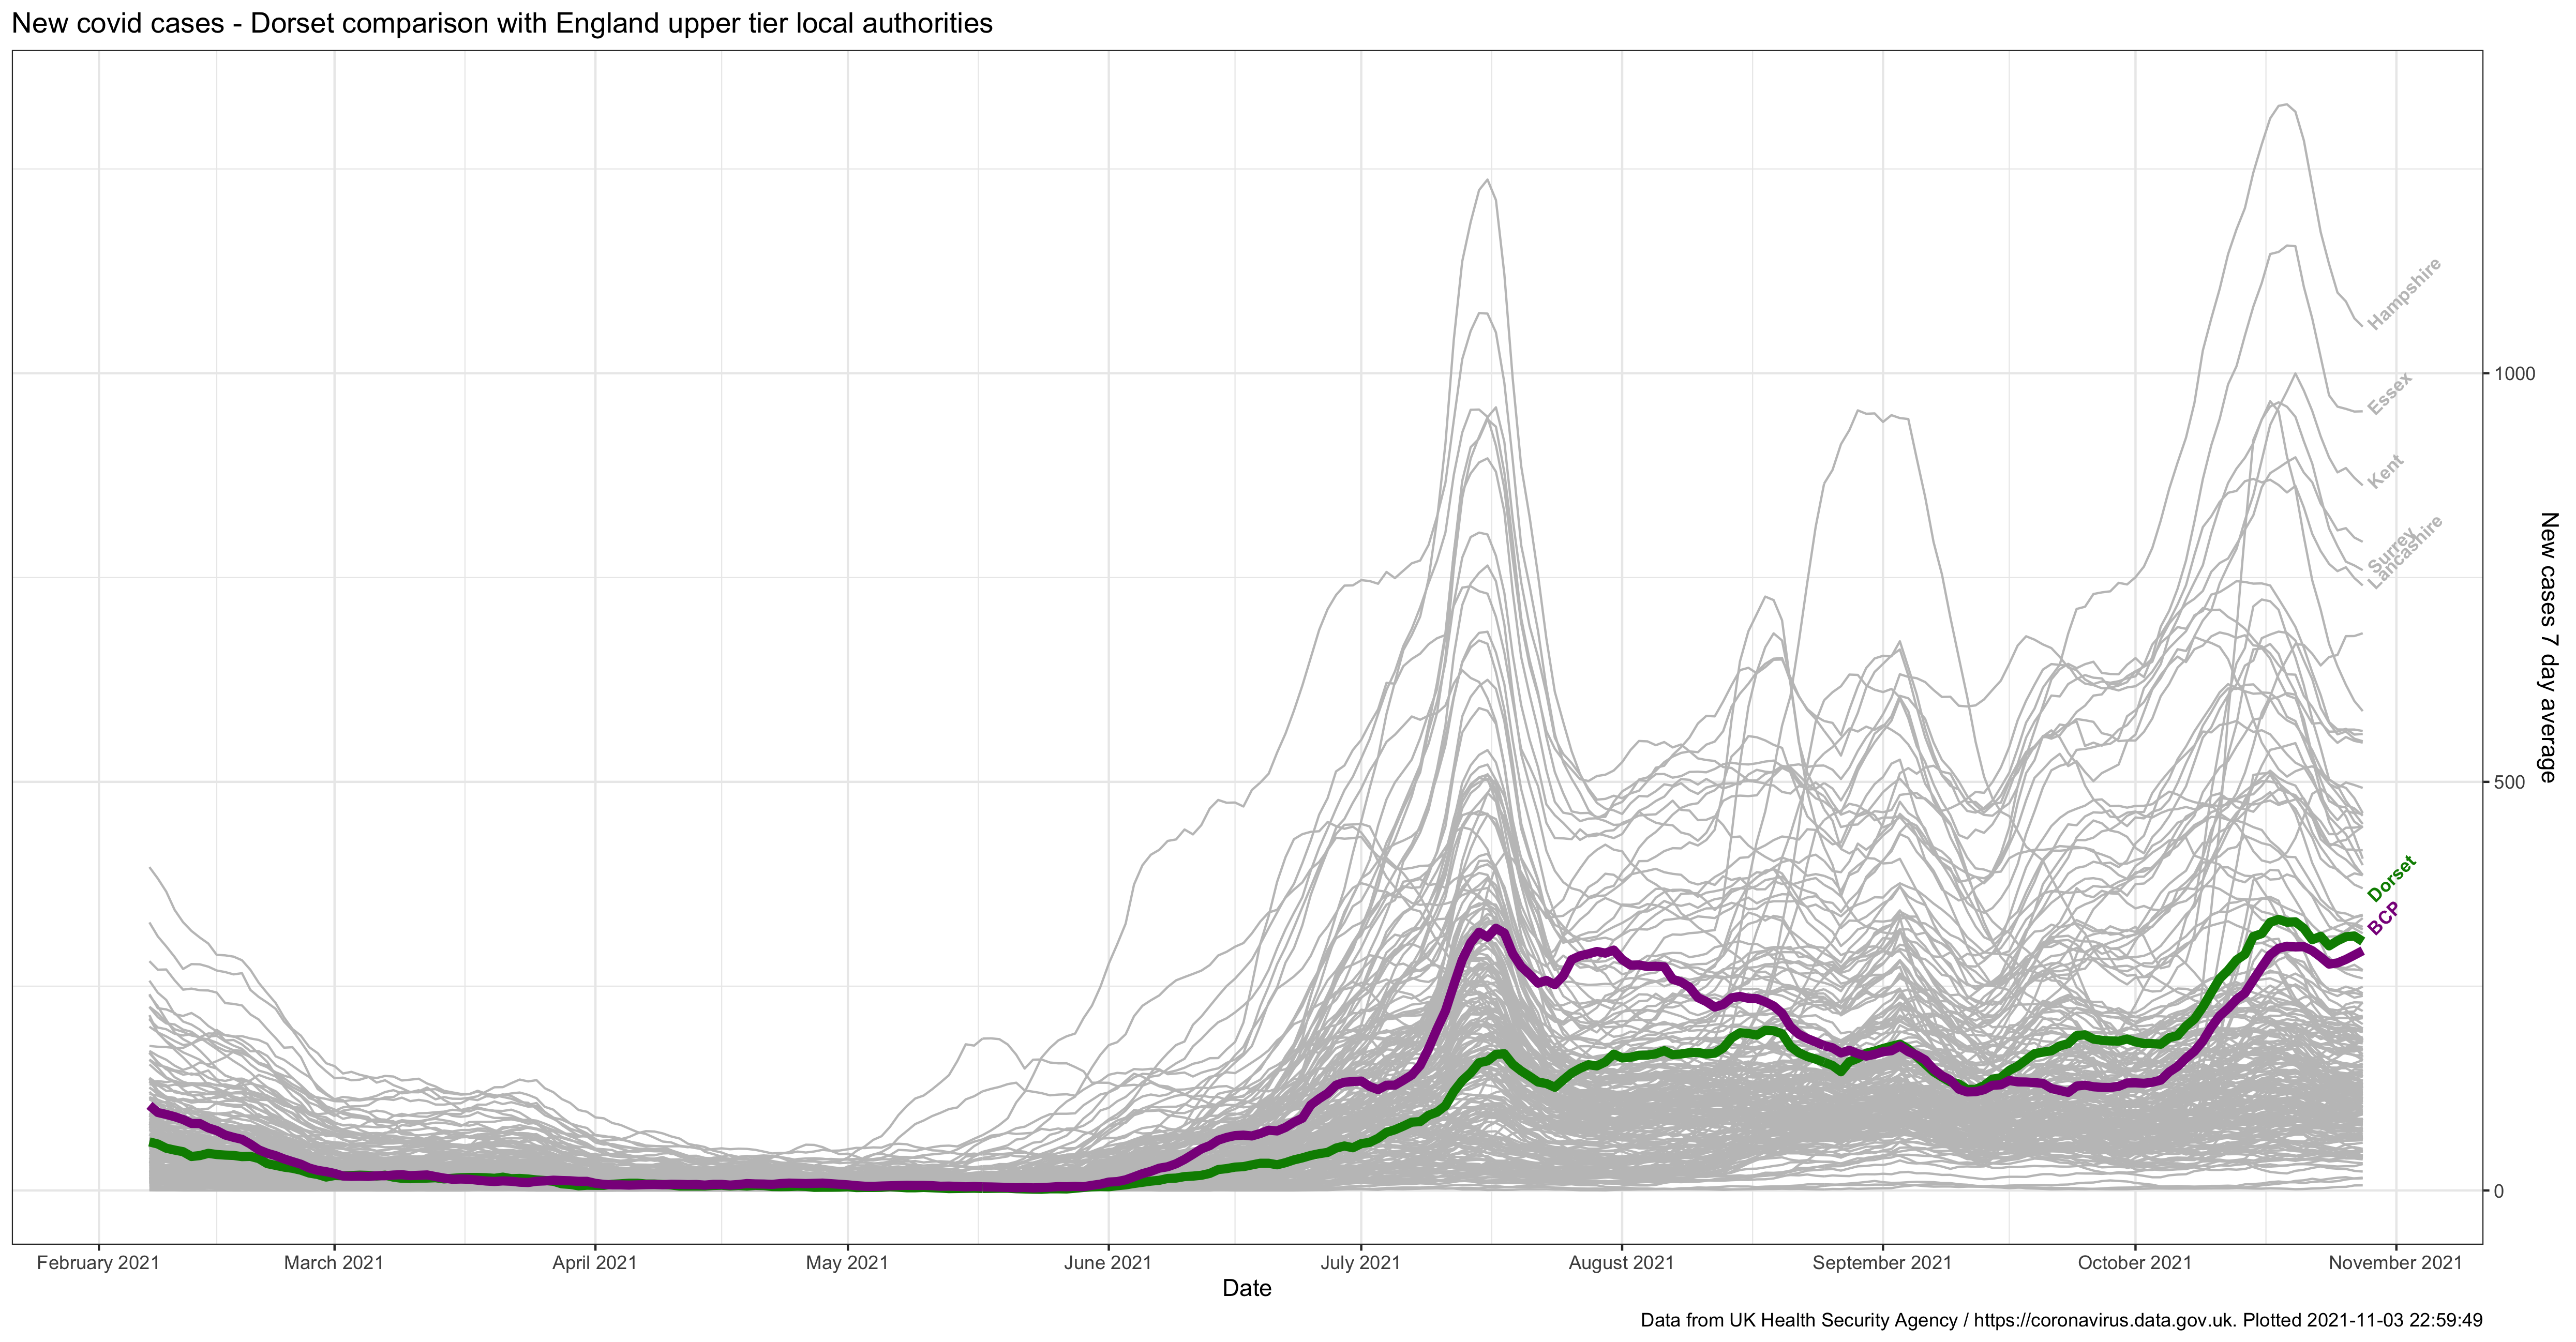 New covid cases - Dorset comparison with England upper tier local authorities
Hampshire
1000
Essex
Kent
Surrey
Lancashire
New cases 7 day average
500
Dorset
BCP
0
February 2021 March 2021 April 2021 May 2021 June 2021 July 2021 August 2021 September 2021 October 2021 November 2021
Date
Data from UK Health Security Agency / https://coronavirus.data.gov.uk. Plotted 2021-11-03 22:59:49